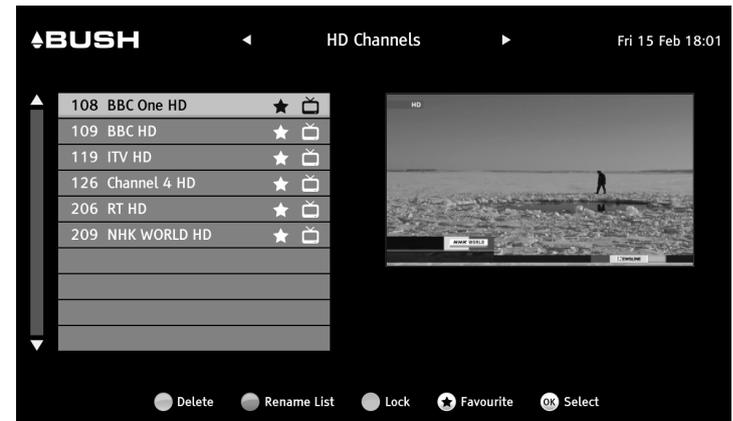 BUSH
HD Channels
Fri 15 Feb 18:01
108 BBC One HD
109 BBC HD
119 ITV HD
126 Channel 4 HD
206 RT HD
209 NHK WORLD HD
HD
NHK WORLD
NEWSLINE
Delete
Rename List
Lock
Favourite
OK Select